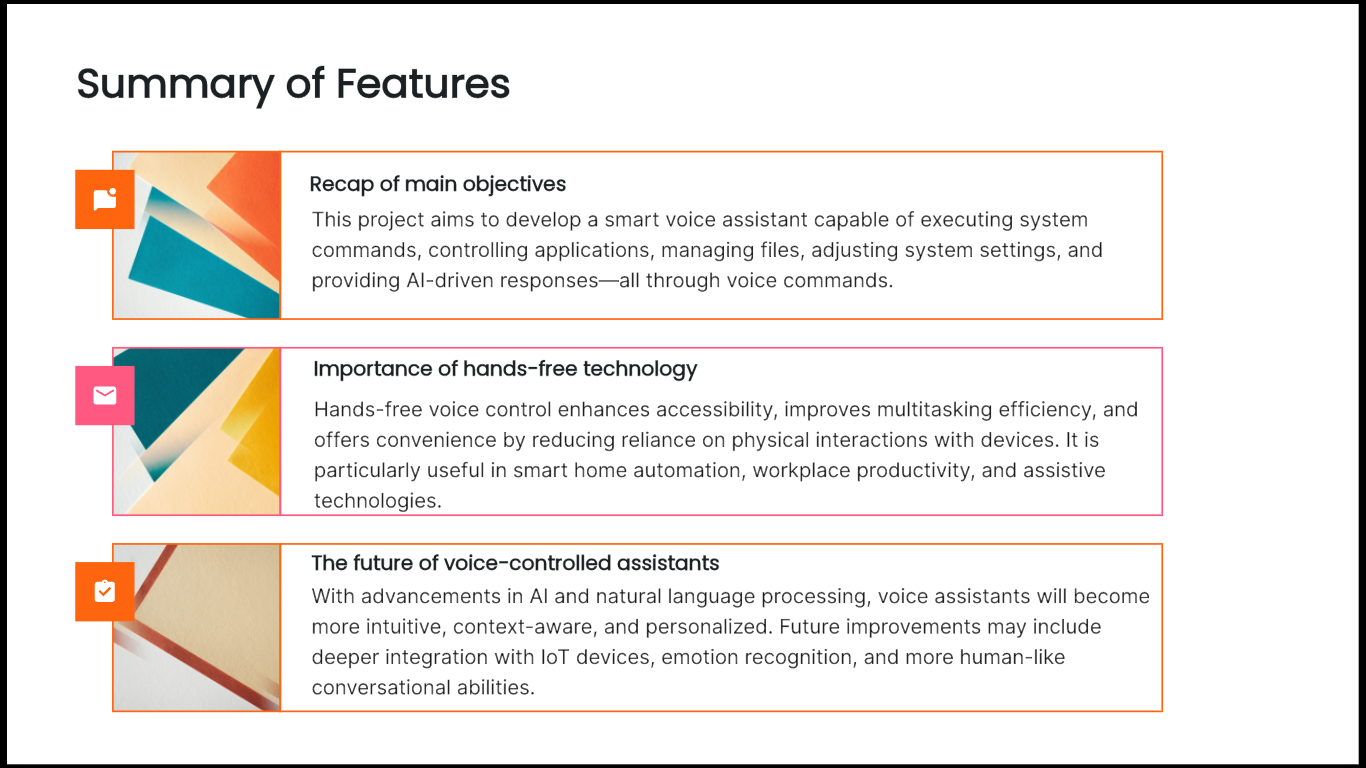 Summary of Features
Recap of main objectives
This project aims to develop a smart voice assistant capable of executing system
commands, controlling applications, managing files, adjusting system settings, and
providing AI-driven responses—all through voice commands.
Importance of hands-free technology
Hands-free voice control enhances accessibility, improves multitasking efficiency, and
offers convenience by reducing reliance on physical interactions with devices. It is
particularly useful in smart home automation, workplace productivity, and assistive
technologies.
The future of voice-controlled assistants
With advancements in AI and natural language processing, voice assistants will become
more intuitive, context-aware, and personalized. Future improvements may include
deeper integration with IoT devices, emotion recognition, and more human-like
conversational abilities.